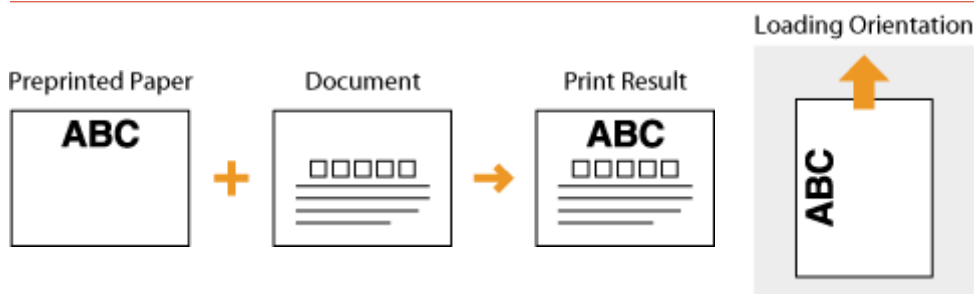 Loading Orientation
Preprinted Paper
Document
Print Result
ABC
ABC
ABC